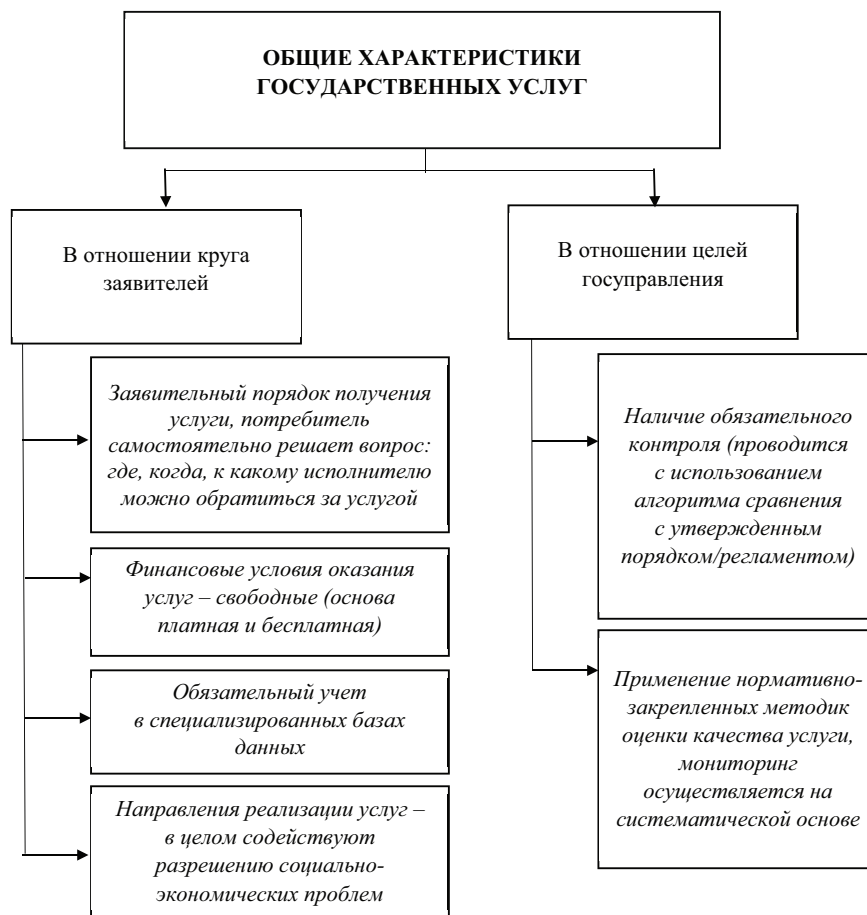 ОБЩИЕ ХАРАКТЕРИСТИКИ
ГОСУДАРСТВЕННЫХ УСЛУГ
В отношении круга
заявителей
Заявительный порядок получения
услуги, потребитель
самостоятельно решает вопрос:
где, когда, к какому исполнителю
можно обратиться за услугой
Финансовые условия оказания
услуг – свободные (основа
платная и бесплатная)
Обязательный учет
в специализированных базах
данных
Направления реализации услуг –
в целом содействуют
разрешению социально-
экономических проблем
В отношении целей
госуправления
Наличие обязательного
контроля (проводится
с использованием
алгоритма сравнения
с утвержденным
порядком/регламентом)
Применение нормативно-
закрепленных методик
оценки качества услуги,
мониторинг
осуществляется на
систематической основе